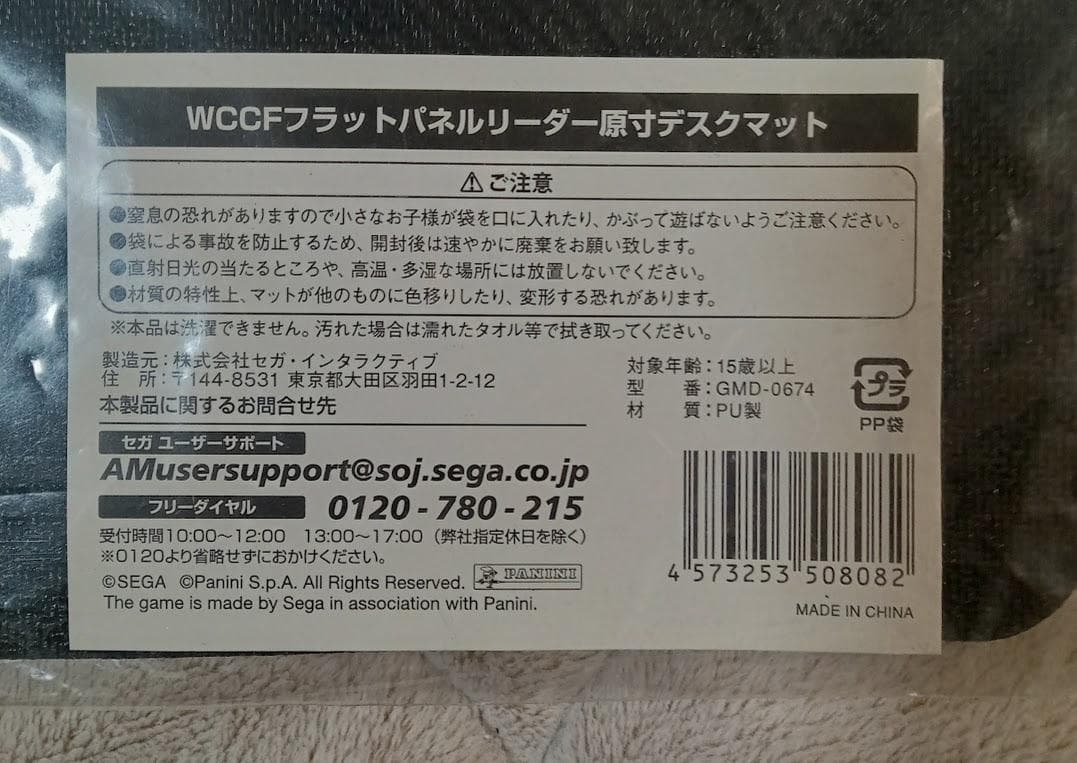 WCCFフラットパネルリーダー原寸デスクマット
⚠ご注意
●窒息の恐れがありますので小さなお子様が袋を口に入れたり、かぶって遊ばないようご注意ください。
●袋による事故を防止するため、開封後は速やかに廃棄をお願い致します。
●直射日光の当たるところや、高温・多湿な場所には放置しないでください。
●材質の特性上、マットが他のものに色移りしたり、変形する恐れがあります。
※本品は洗濯できません。汚れた場合は濡れたタオル等で拭き取ってください。
製造元：株式会社セガ・インタラクティブ
住　所：〒144-8531 東京都大田区羽田1-2-12
本製品に関するお問合せ先
セガ ユーザーサポート
AMusersupport@soj.sega.co.jp
フリーダイヤル 0120-780-215
受付時間10:00～12:00　13:00～17:00（弊社指定休日を除く）
※0120より省略せずにおかけください。
©SEGA ©Panini S.p.A. All Rights Reserved. PANINI
The game is made by Sega in association with Panini.
対象年齢：15歳以上
型　番：GMD-0674
材　質：PU製
プラ
PP袋
4 573253 508082
MADE IN CHINA